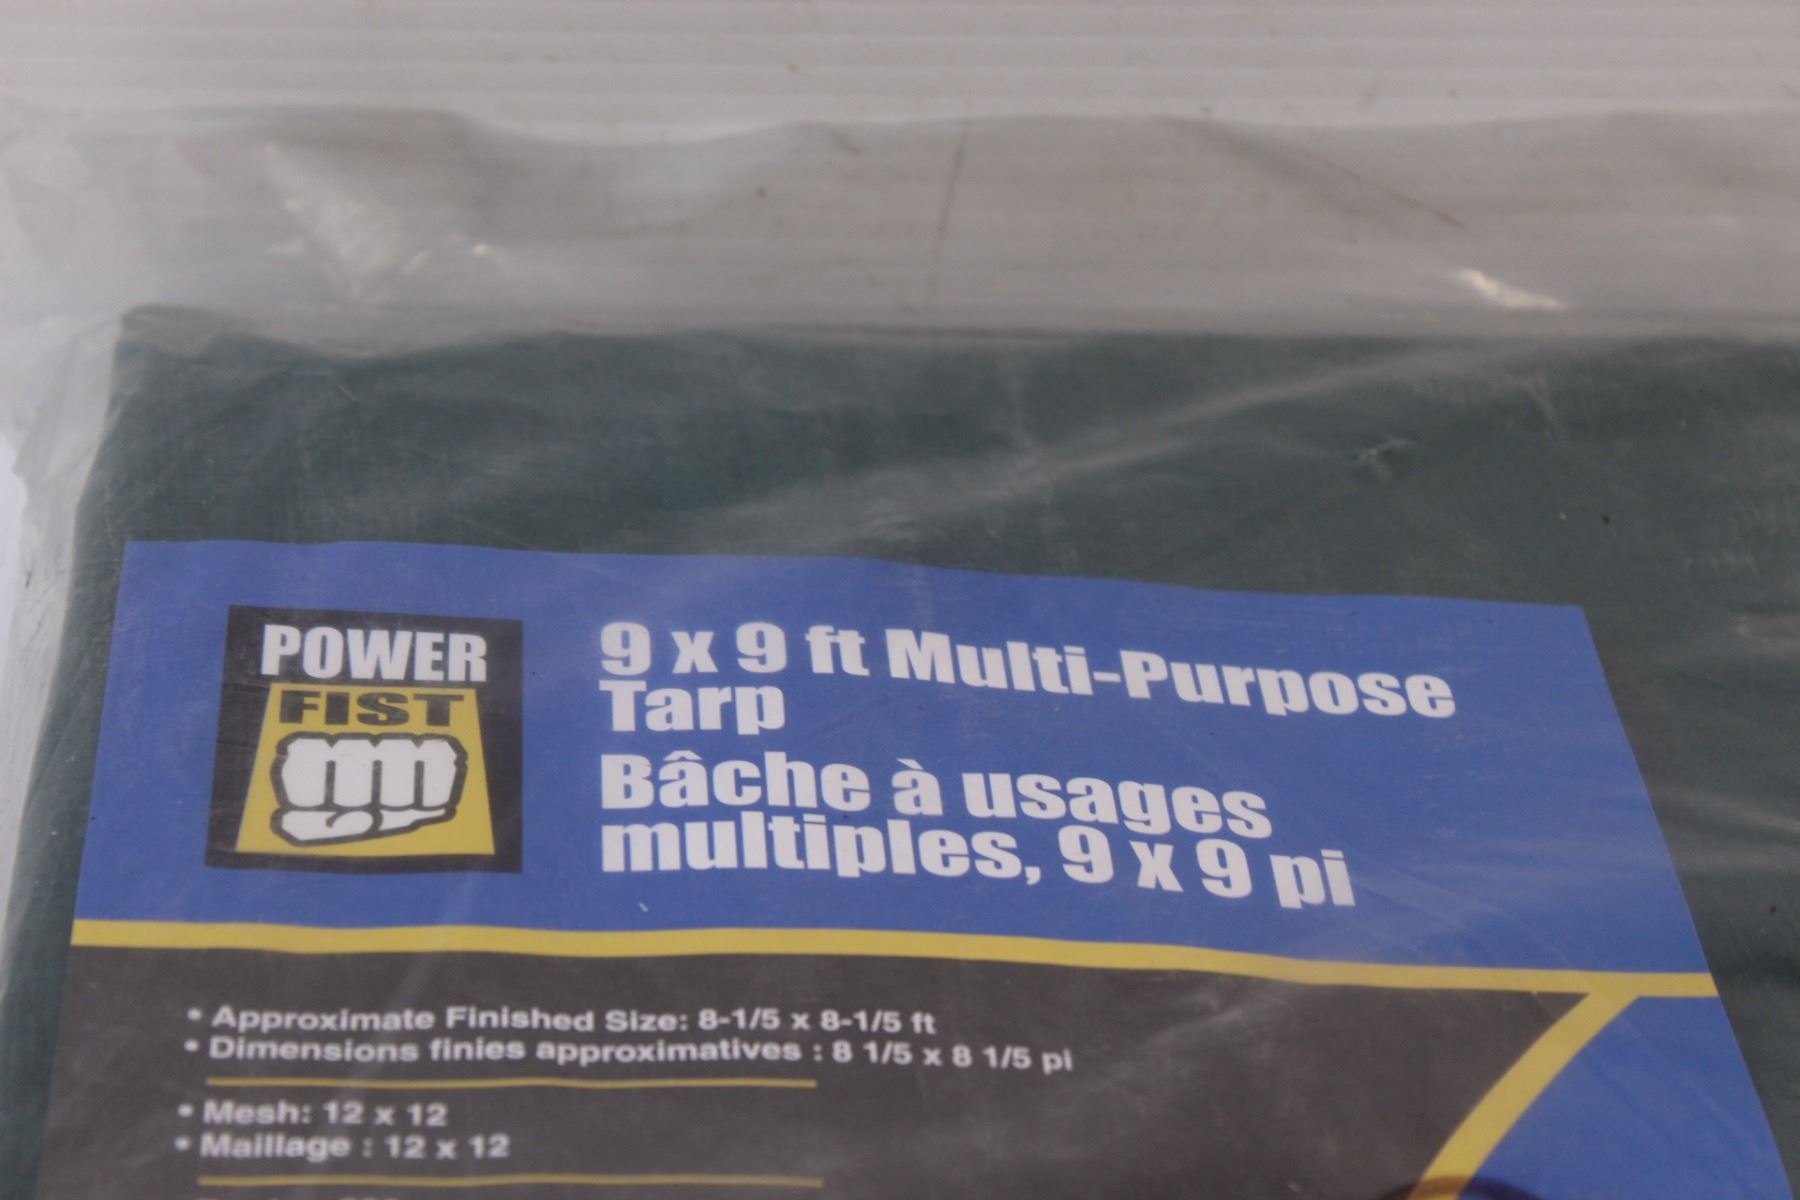 POWER
FIST
9 x 9 ft Multi-Purpose
Tarp
Bâche à usages
multiples, 9 x 9 pi
• Approximate Finished Size: 8-1/5 x 8-1/5 ft
• Dimensions finies approximatives : 8 1/5 x 8 1/5 pi
• Mesh: 12 x 12
• Maillage : 12 x 12